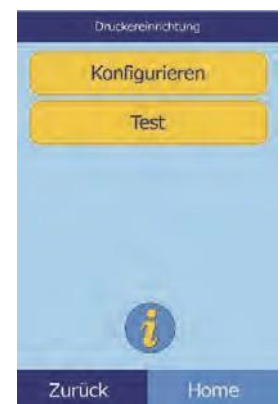 Druckereinrichtung
Konfigurieren
Test
i
Zurück Home